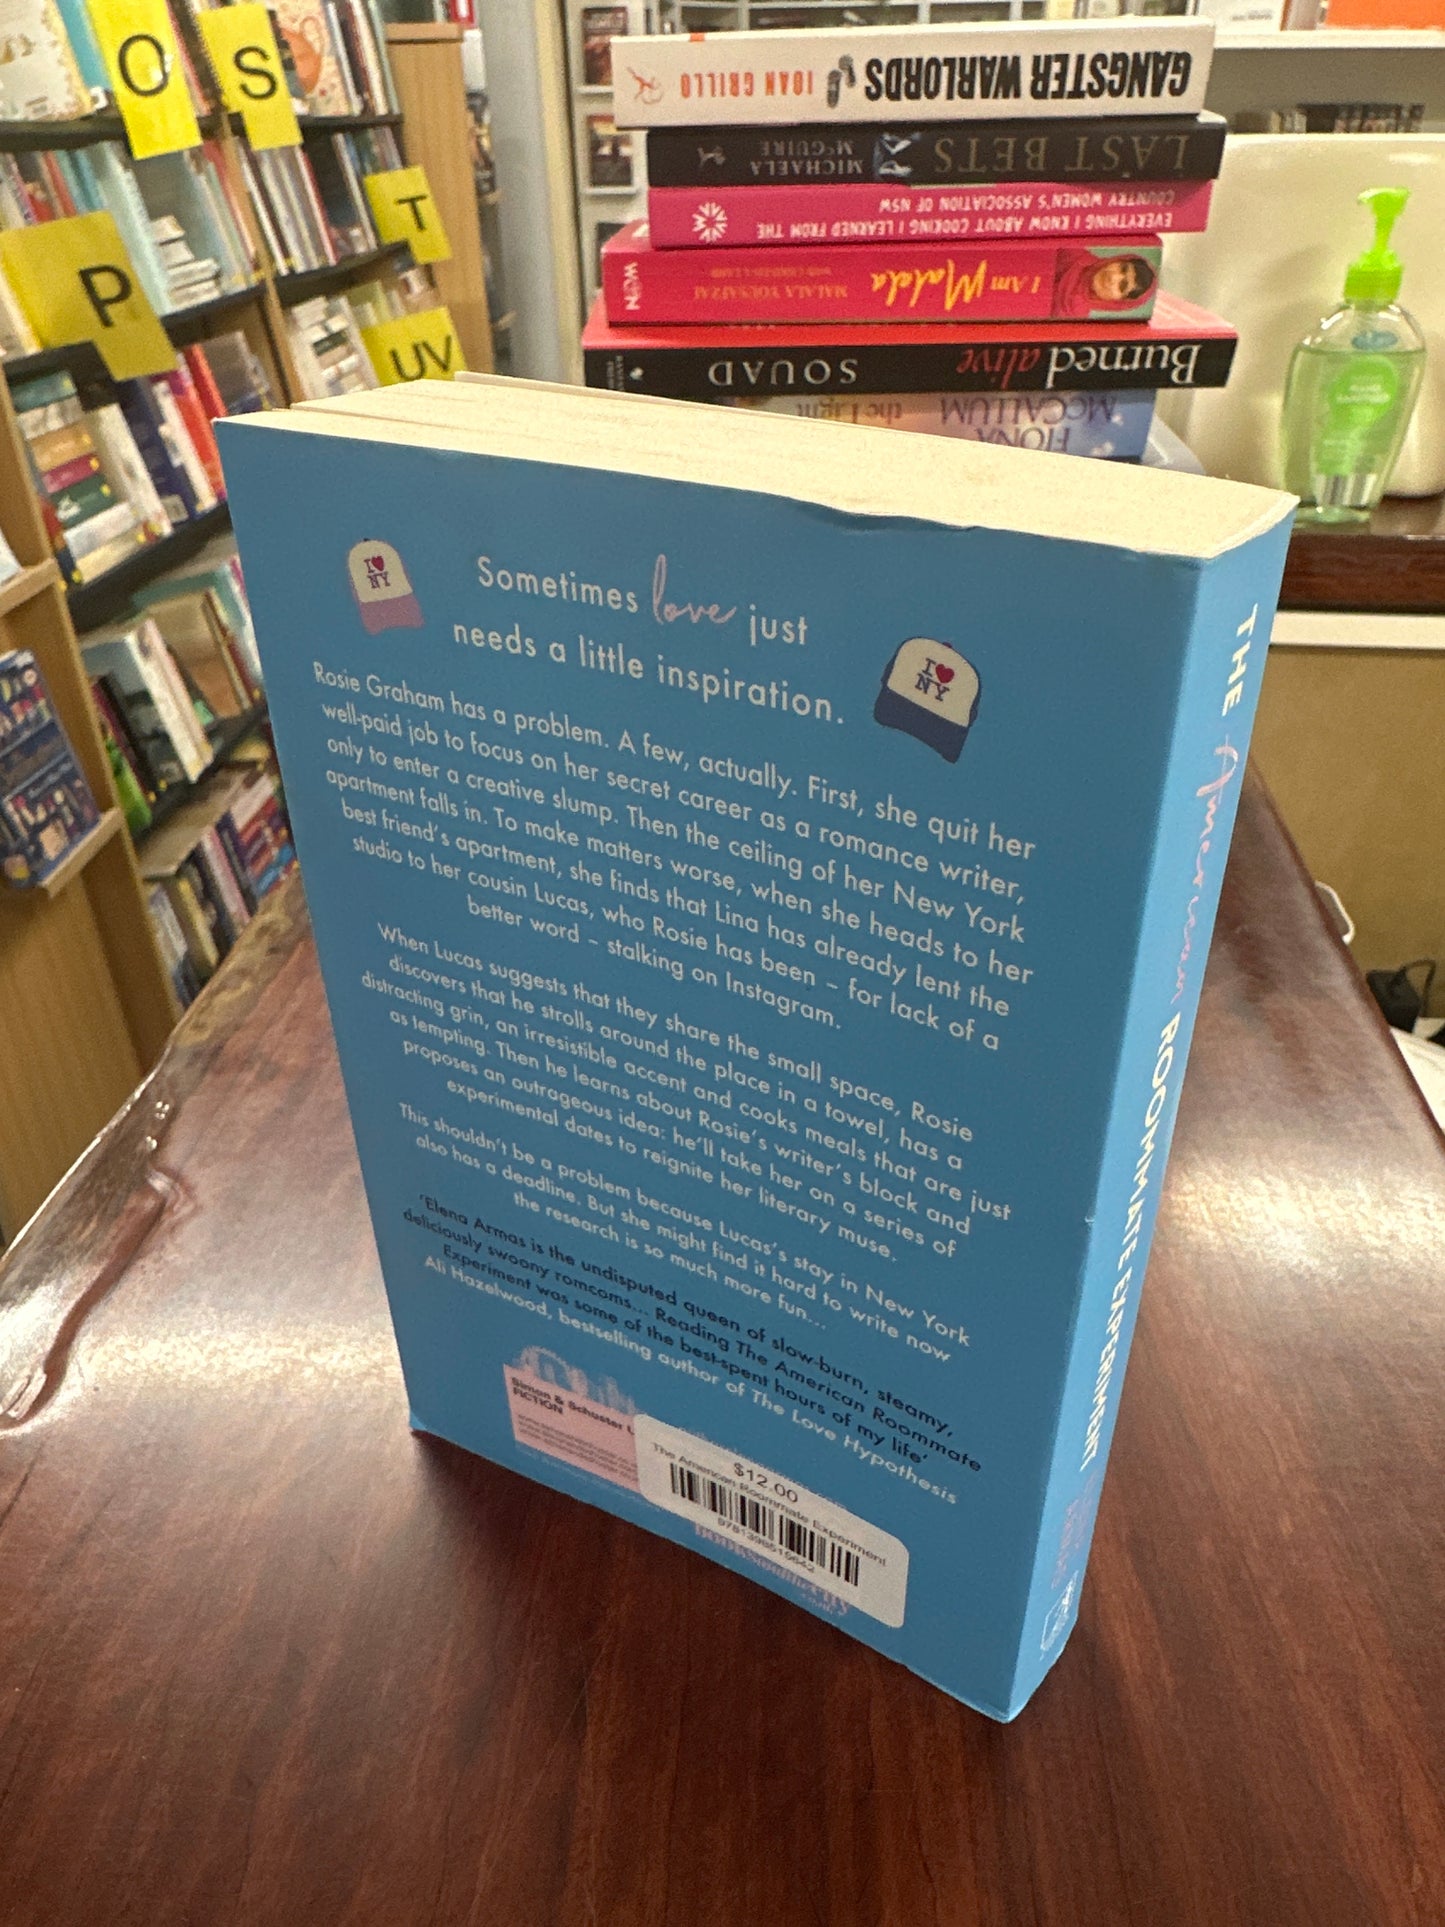 O
S
T
P
UV
GANGSTER WARLORDS IOAN GRILLO
LAST BETS MICHAELA
McGUIRE
EVERYTHING I KNOW ABOUT COOKING I LEARNED FROM THE
COUNTRY WOMEN'S ASSOCIATION OF NSW
I Am Malala MALALA YOUSAFZAI
WITH CHRISTINA LAMB
Burned alive SOUAD
FIONA
McCALLUM
the Light
I ♥
NY
I ♥
NY
Sometimes love just
needs a little inspiration.
Rosie Graham has a problem. A few, actually. First, she quit her
well-paid job to focus on her secret career as a romance writer,
only to enter a creative slump. Then the ceiling of her New York
apartment falls in. To make matters worse, when she heads to her
best friend's apartment, she finds that Lina has already lent the
studio to her cousin Lucas, who Rosie has been – for lack of a
better word – stalking on Instagram.
When Lucas suggests that they share the small space, Rosie
discovers that he strolls around the place in a towel, has a
distracting grin, an irresistible accent and cooks meals that are just
as tempting. Then he learns about Rosie's writer's block and
proposes an outrageous idea: he'll take her on a series of
experimental dates to reignite her literary muse.
This shouldn't be a problem because Lucas's stay in New York
also has a deadline. But she might find it hard to write now
the research is so much more fun...
'Elena Armas is the undisputed queen of slow-burn, steamy,
deliciously swoony romcoms... Reading The American Roommate
Experiment was some of the best-spent hours of my life'
Ali Hazelwood, bestselling author of The Love Hypothesis
Simon & Schuster
FICTION
$12.00
The American Roommate Experiment
9781398515642
THE American ROOMMATE EXPERIMENT